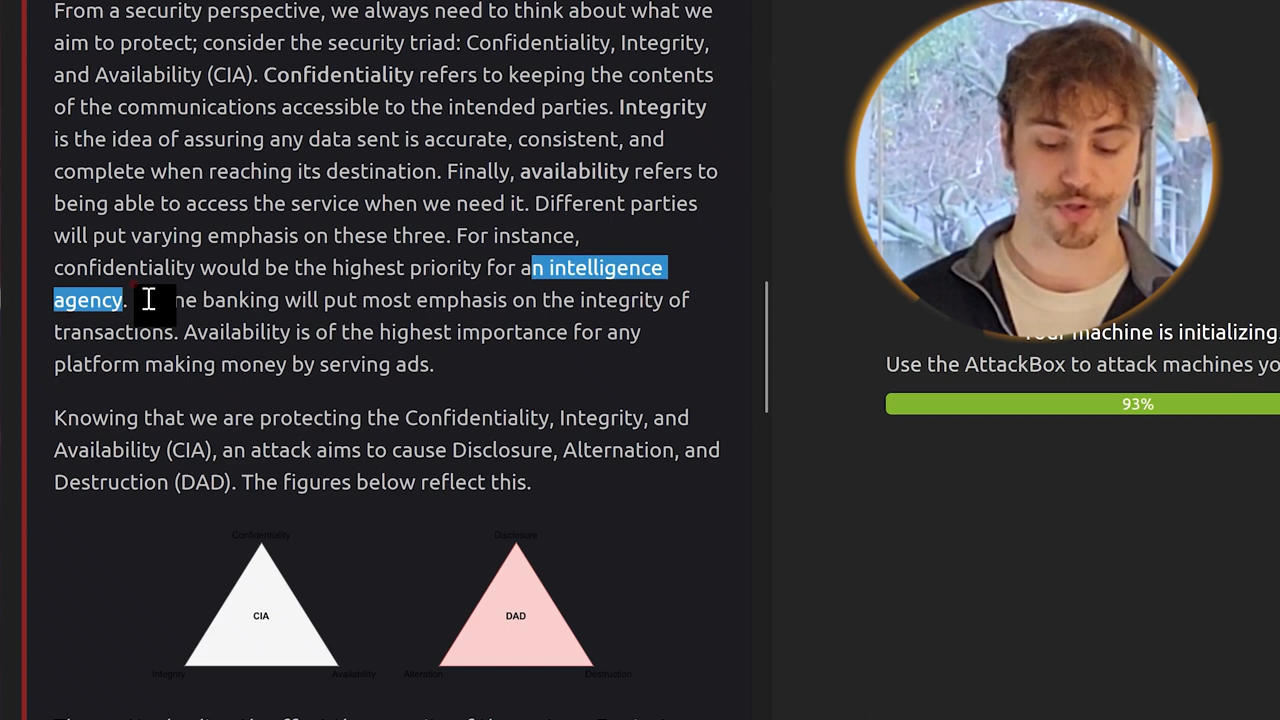 From a security perspective, we always need to think about what we
aim to protect; consider the security triad: Confidentiality, Integrity,
and Availability (CIA). Confidentiality refers to keeping the contents
of the communications accessible to the intended parties. Integrity
is the idea of assuring any data sent is accurate, consistent, and
complete when reaching its destination. Finally, availability refers to
being able to access the service when we need it. Different parties
will put varying emphasis on these three. For instance,
confidentiality would be the highest priority for an intelligence
agency. ne banking will put most emphasis on the integrity of
transactions. Availability is of the highest importance for any
platform making money by serving ads.
Knowing that we are protecting the Confidentiality, Integrity, and
Availability (CIA), an attack aims to cause Disclosure, Alternation, and
Destruction (DAD). The figures below reflect this.
Confidentiality
CIA
Integrity
Availability
Disclosure
DAD
Alteration
Destruction
machine is initializing
Use the AttackBox to attack machines yo
93%